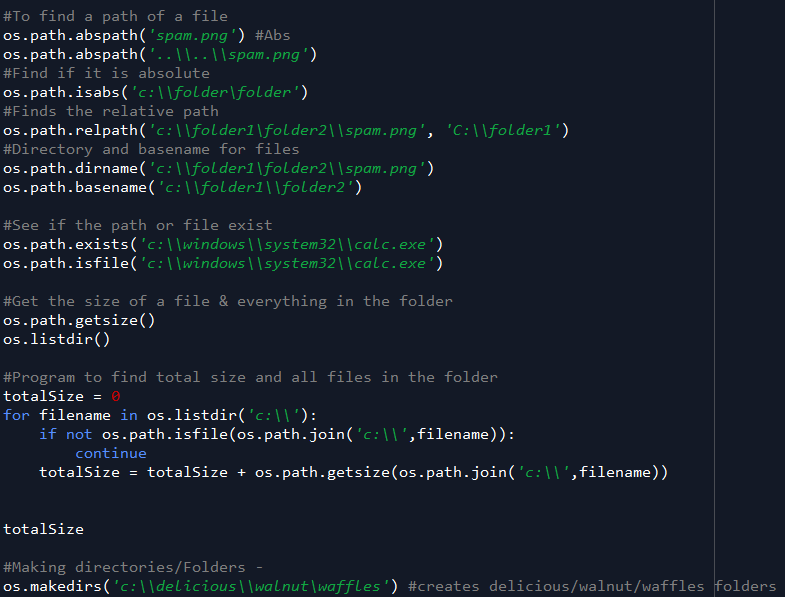 #To find a path of a file
os.path.abspath('spam.png') #Abs
os.path.abspath('..\\..\\spam.png')
#Find if it is absolute
os.path.isabs('c:\\folder\folder')
#Finds the relative path
os.path.relpath('c:\\folder1\folder2\\spam.png', 'C:\\folder1')
#Directory and basename for files
os.path.dirname('c:\\folder1\folder2\\spam.png')
os.path.basename('c:\\folder1\\folder2')
#See if the path or file exist
os.path.exists('c:\\windows\\system32\\calc.exe')
os.path.isfile('c:\\windows\\system32\\calc.exe')
#Get the size of a file & everything in the folder
os.path.getsize()
os.listdir()
#Program to find total size and all files in the folder
totalSize = 0
for filename in os.listdir('c:\\'):
    if not os.path.isfile(os.path.join('c:\\',filename)):
        continue
    totalSize = totalSize + os.path.getsize(os.path.join('c:\\',filename))
totalSize
#Making directories/Folders -
os.makedirs('c:\\delicious\\walnut\waffles') #creates delicious/walnut/waffles folders